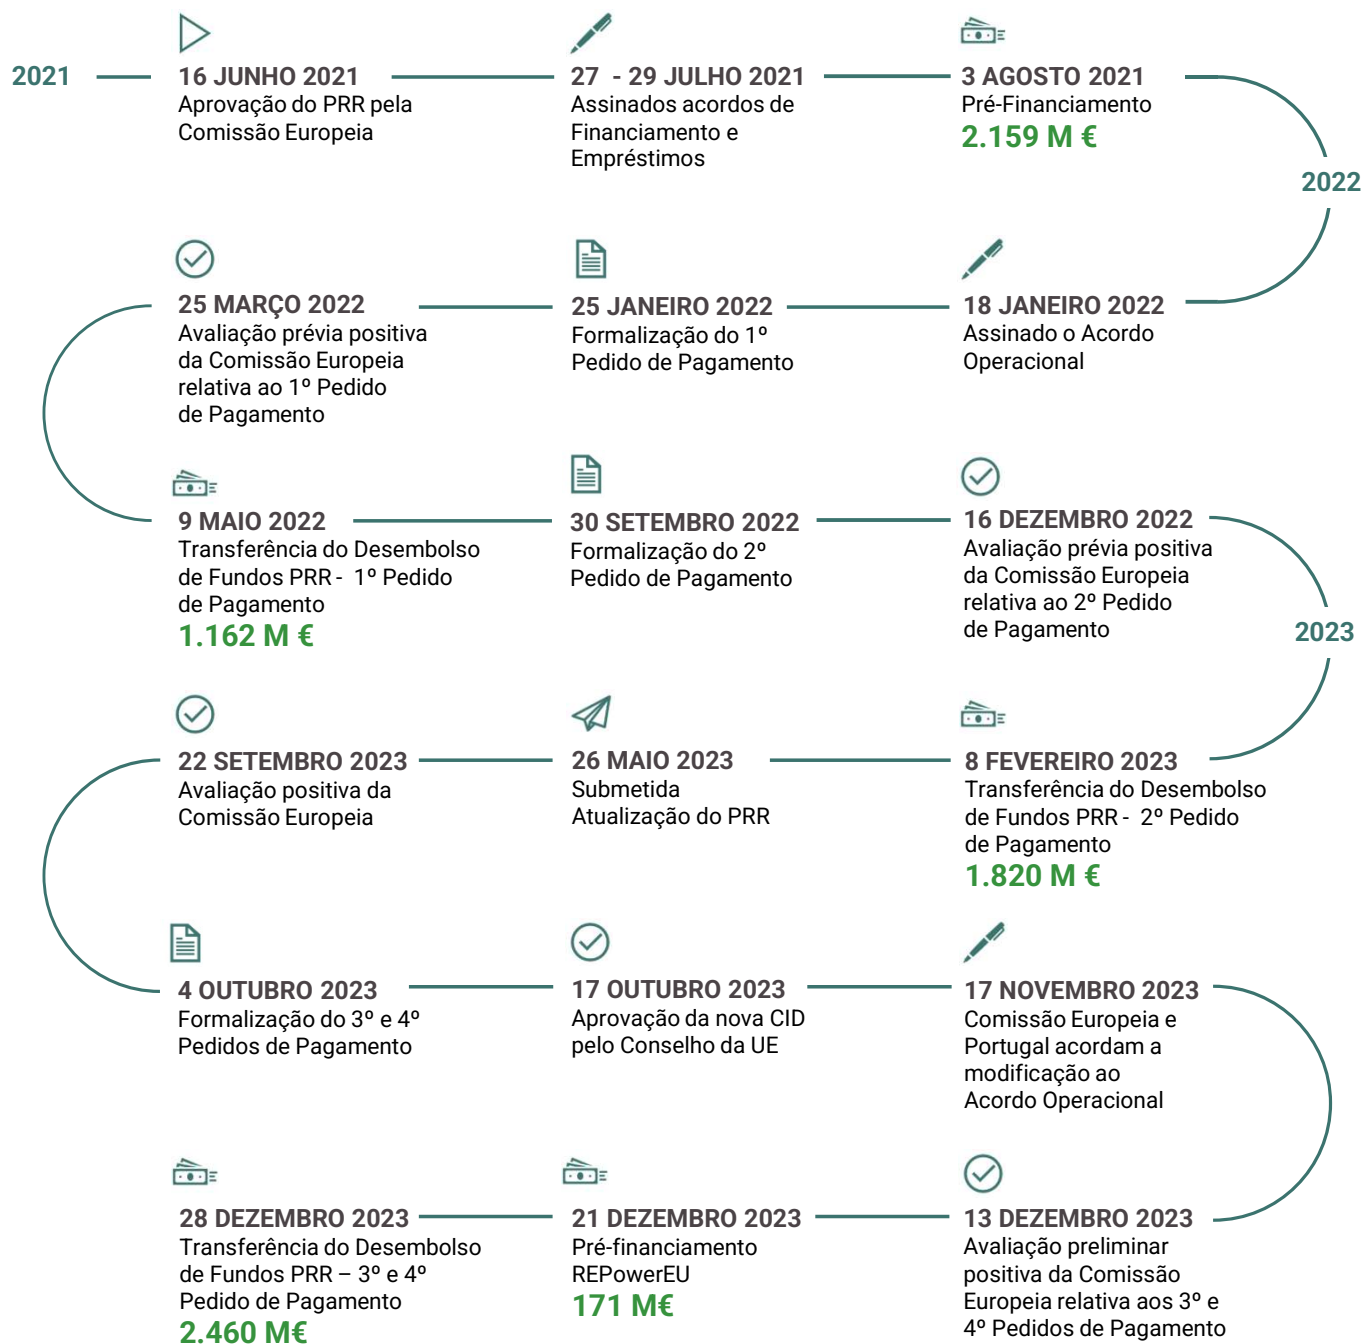 2021
16 JUNHO 2021
Aprovação do PRR pela
Comissão Europeia
27 - 29 JULHO 2021
Assinados acordos de
Financiamento e
Empréstimos
3 AGOSTO 2021
Pré-Financiamento
2.159 M €
2022
18 JANEIRO 2022
Assinado o Acordo
Operacional
25 JANEIRO 2022
Formalização do 1º
Pedido de Pagamento
25 MARÇO 2022
Avaliação prévia positiva
da Comissão Europeia
relativa ao 1º Pedido
de Pagamento
9 MAIO 2022
Transferência do Desembolso
de Fundos PRR - 1º Pedido
de Pagamento
1.162 M €
30 SETEMBRO 2022
Formalização do 2º
Pedido de Pagamento
16 DEZEMBRO 2022
Avaliação prévia positiva
da Comissão Europeia
relativa ao 2º Pedido
de Pagamento
2023
8 FEVEREIRO 2023
Transferência do Desembolso
de Fundos PRR - 2º Pedido
de Pagamento
1.820 M €
26 MAIO 2023
Submetida
Atualização do PRR
22 SETEMBRO 2023
Avaliação positiva da
Comissão Europeia
4 OUTUBRO 2023
Formalização do 3º e 4º
Pedidos de Pagamento
17 OUTUBRO 2023
Aprovação da nova CID
pelo Conselho da UE
17 NOVEMBRO 2023
Comissão Europeia e
Portugal acordam a
modificação ao
Acordo Operacional
13 DEZEMBRO 2023
Avaliação preliminar
positiva da Comissão
Europeia relativa aos 3º e
4º Pedidos de Pagamento
21 DEZEMBRO 2023
Pré-financiamento
REPowerEU
171 M€
28 DEZEMBRO 2023
Transferência do Desembolso
de Fundos PRR – 3º e 4º
Pedido de Pagamento
2.460 M€